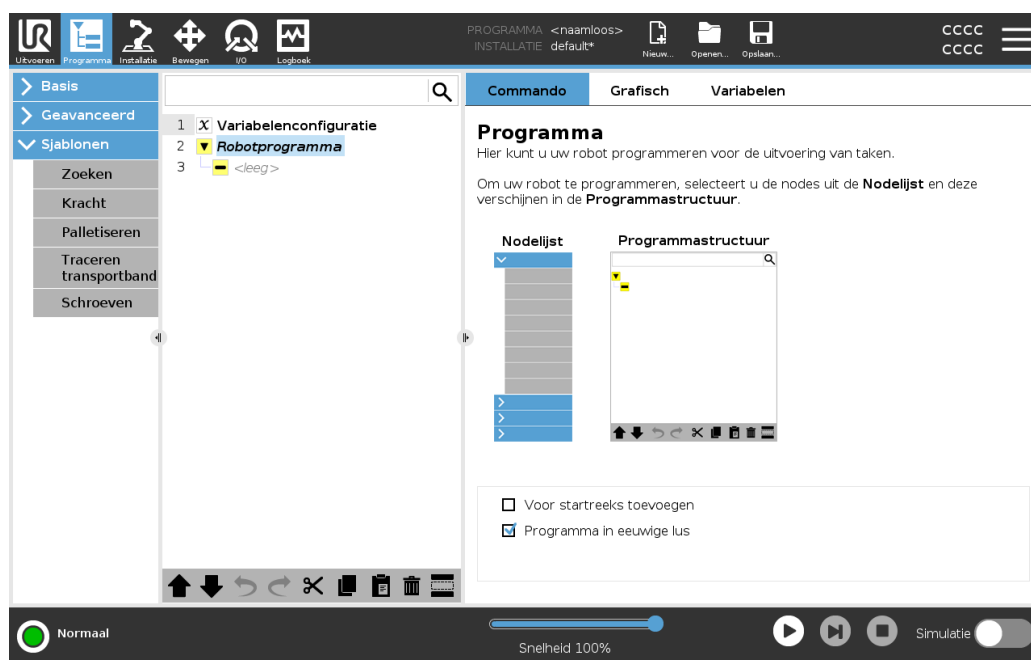 PROGRAMMA <naamloos>
INSTALLATIE default*
cccc
cccc
Uitvoeren Programma Installatie Bewegen I/O Logboek
Nieuw... Openen... Opslaan...
Basis
Geavanceerd
Sjablonen
Zoeken
Kracht
Palletiseren
Traceren
transportband
Schroeven
1 X Variabelenconfiguratie
2 Robotprogramma
3 <leeg>
Commando Grafisch Variabelen
Programma
Hier kunt u uw robot programmeren voor de uitvoering van taken.
Om uw robot te programmeren, selecteert u de nodes uit de Nodelijst en deze
verschijnen in de Programmastructuur.
Nodelijst Programmastructuur
Voor startreeks toevoegen
Programma in eeuwige lus
Normaal
Snelheid 100%
Simulatie